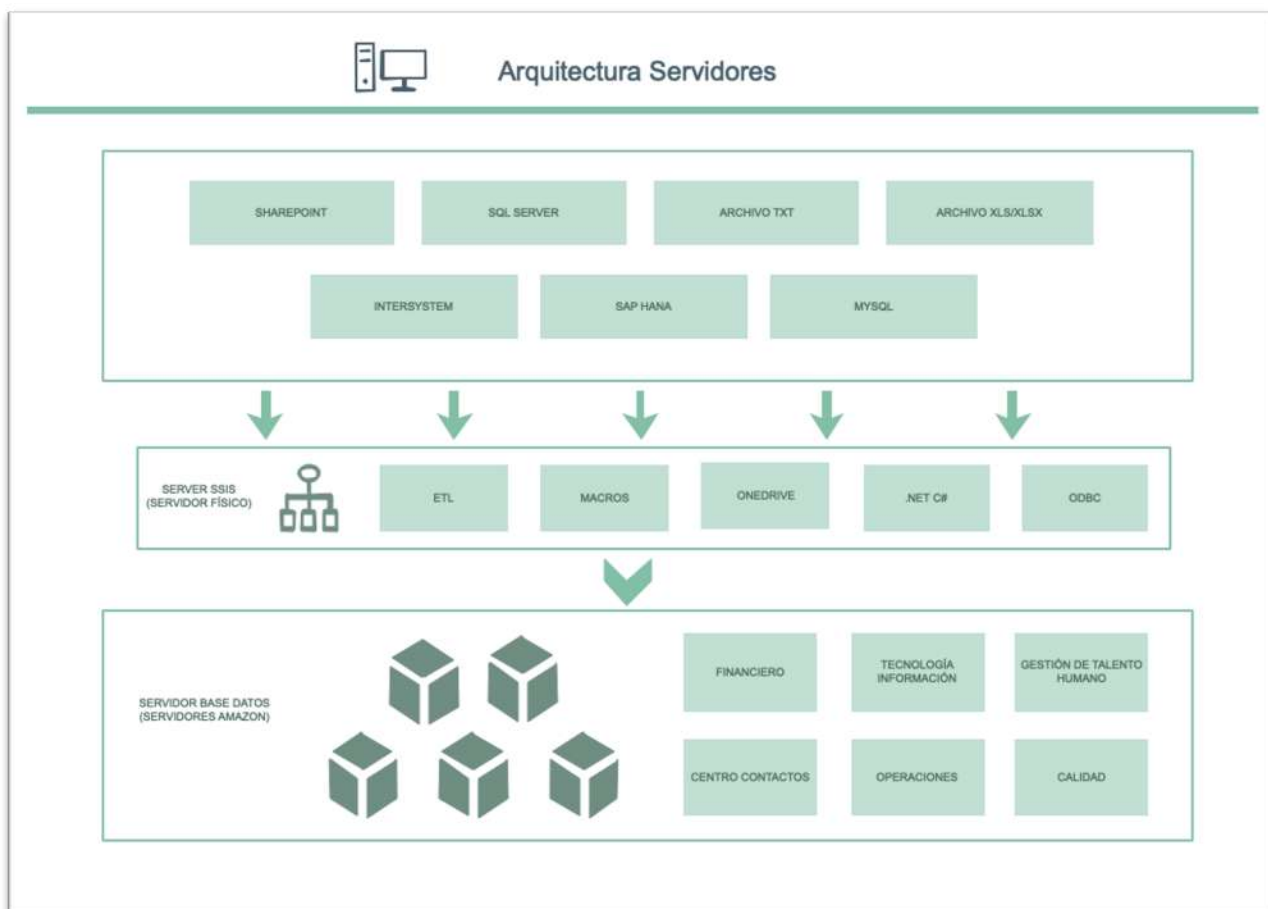 Arquitectura Servidores
SHAREPOINT
SQL SERVER
ARCHIVO TXT
ARCHIVO XLS/XLSX
INTERSYSTEM
SAP HANA
MYSQL
SERVER SSIS
(SERVIDOR FÍSICO)
ETL
MACROS
ONEDRIVE
.NET C#
ODBC
SERVIDOR BASE DATOS
(SERVIDORES AMAZON)
FINANCIERO
TECNOLOGÍA
INFORMACIÓN
GESTIÓN DE TALENTO
HUMANO
CENTRO CONTACTOS
OPERACIONES
CALIDAD